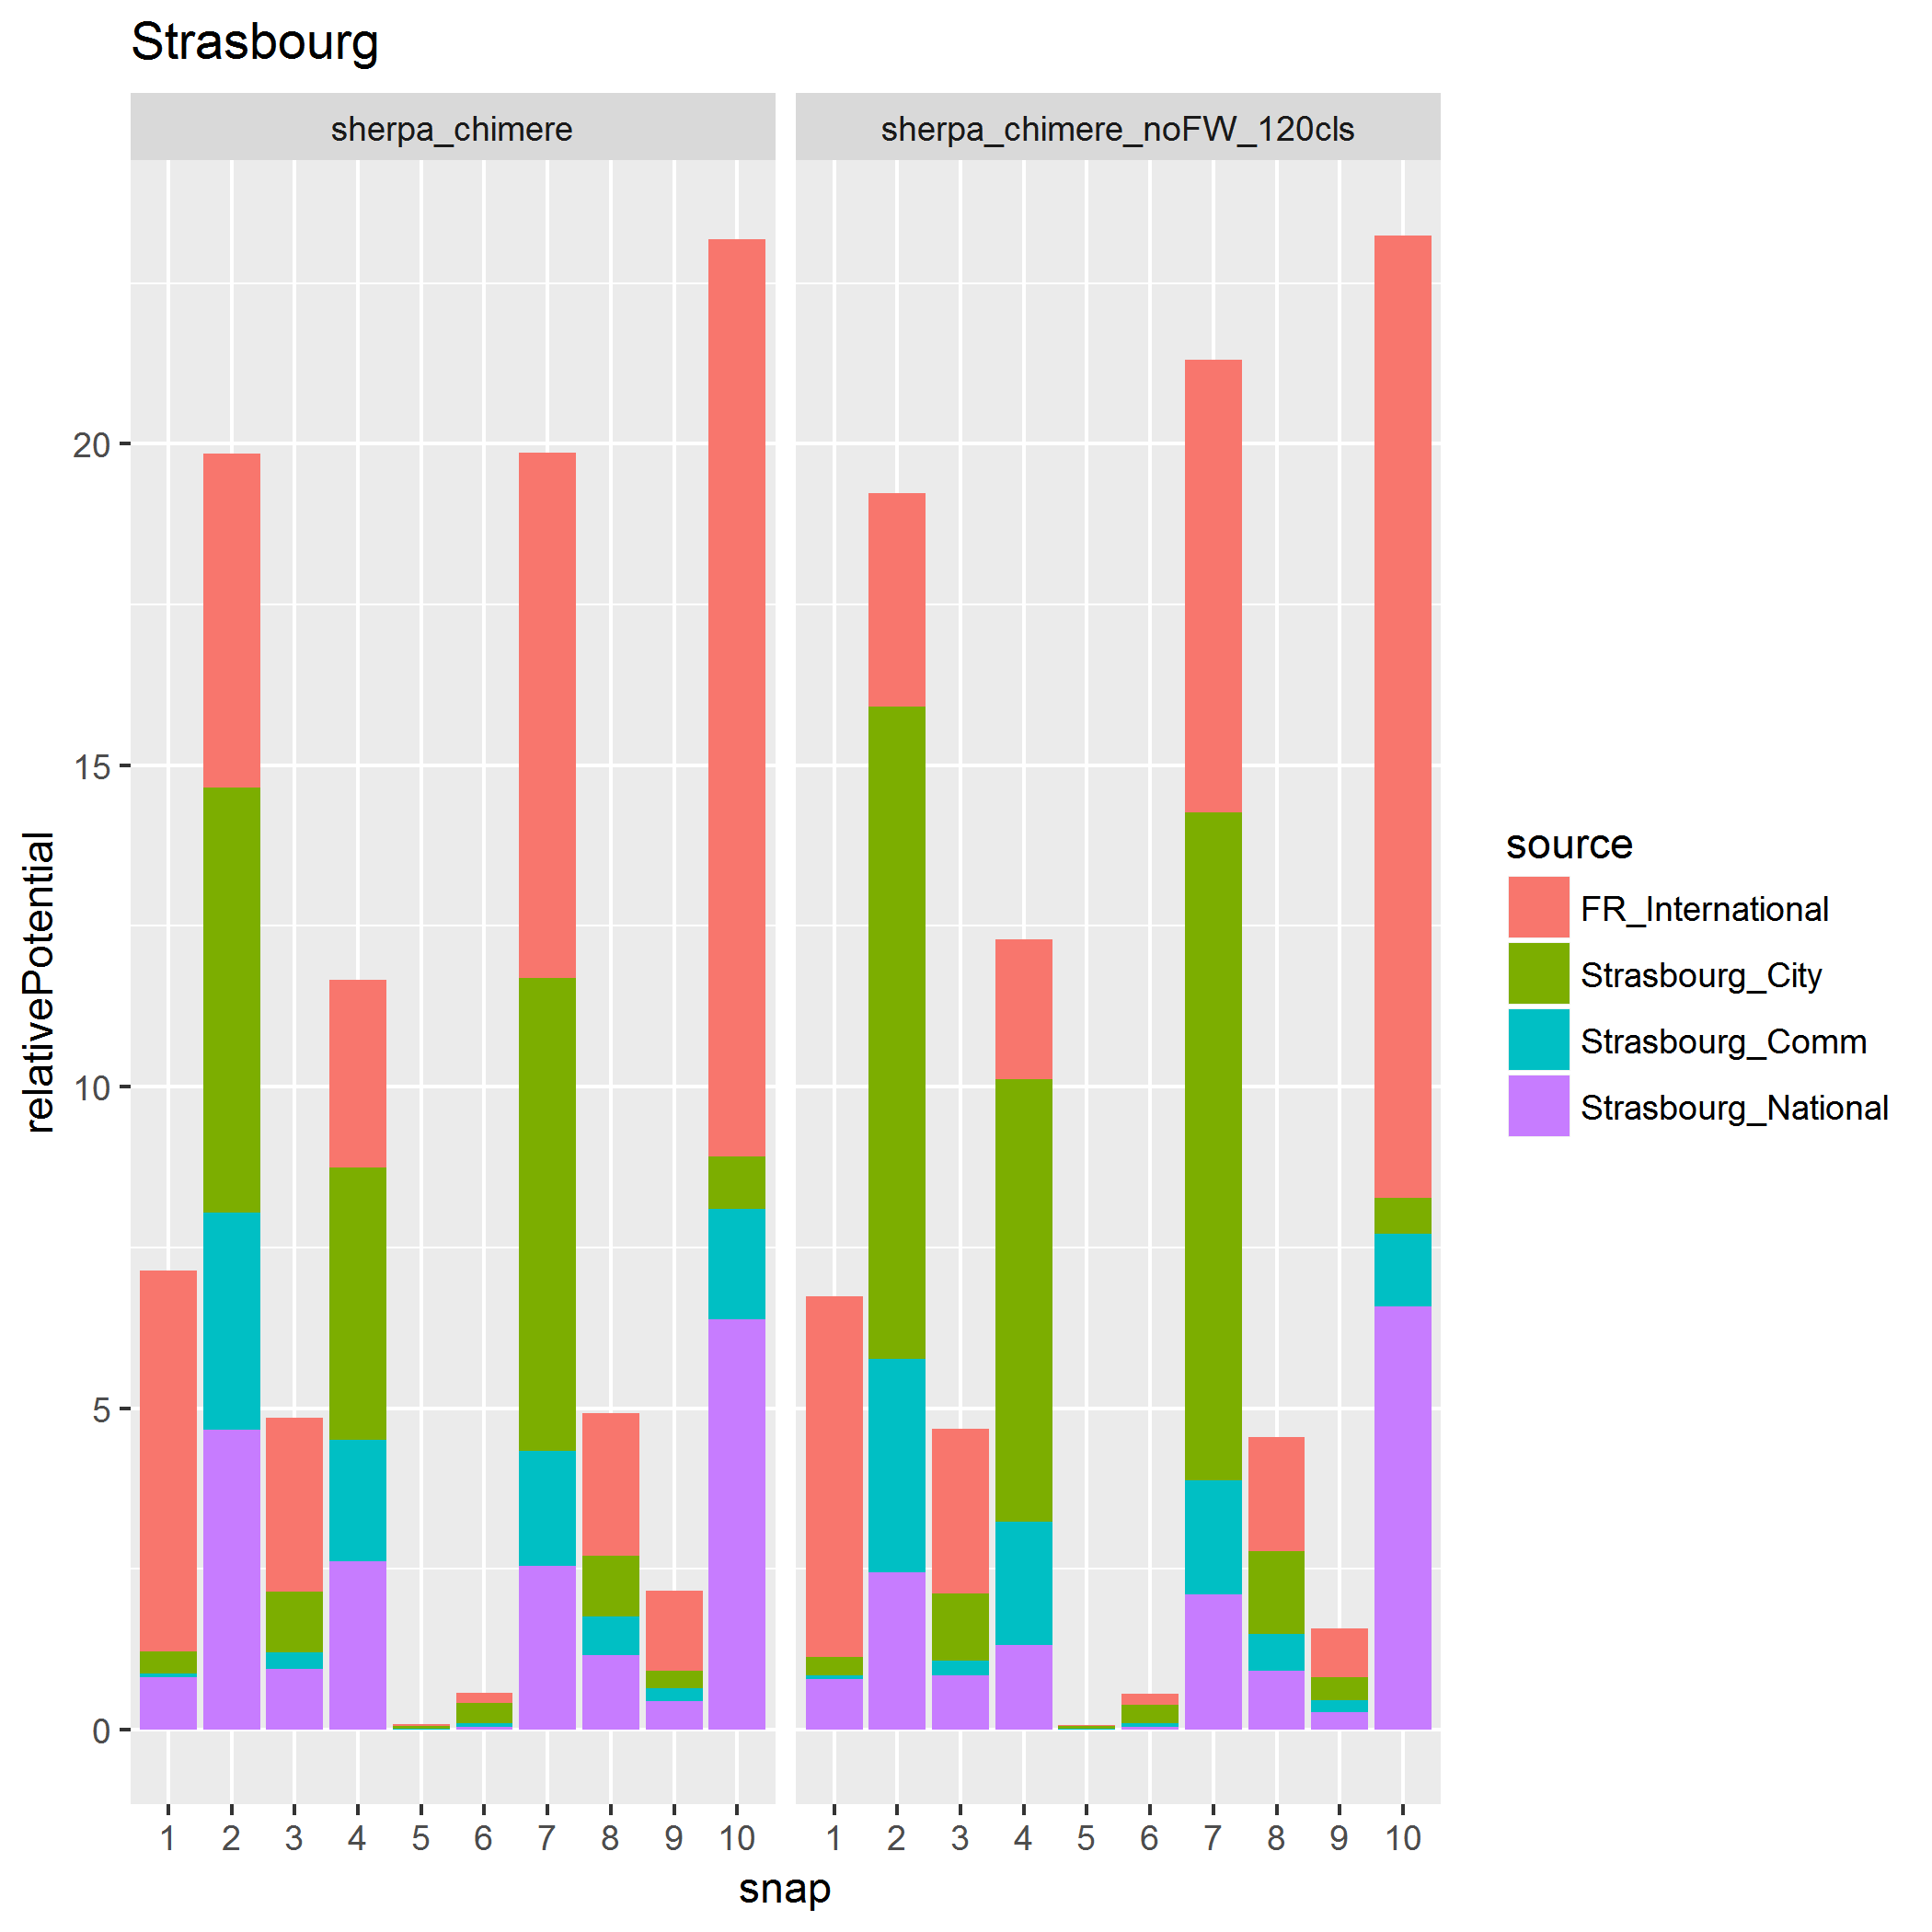 Strasbourg
sherpa_chimere
sherpa_chimere_noFW_120cls
20
15
10
5
0
relativePotential
1 2 3 4 5 6 7 8 9 10
1 2 3 4 5 6 7 8 9 10
snap
source
FR_International
Strasbourg_City
Strasbourg_Comm
Strasbourg_National